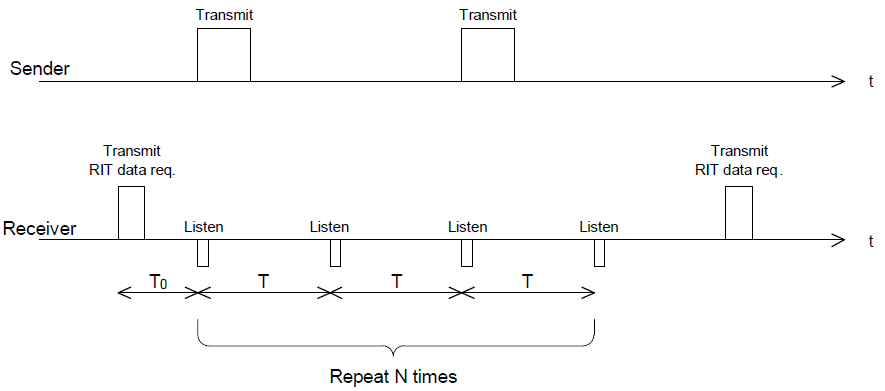 Transmit
Transmit
Sender
t
Transmit
RIT data req.
Transmit
RIT data req.
Receiver
Listen
Listen
Listen
Listen
t
T0
T
T
T
Repeat N times